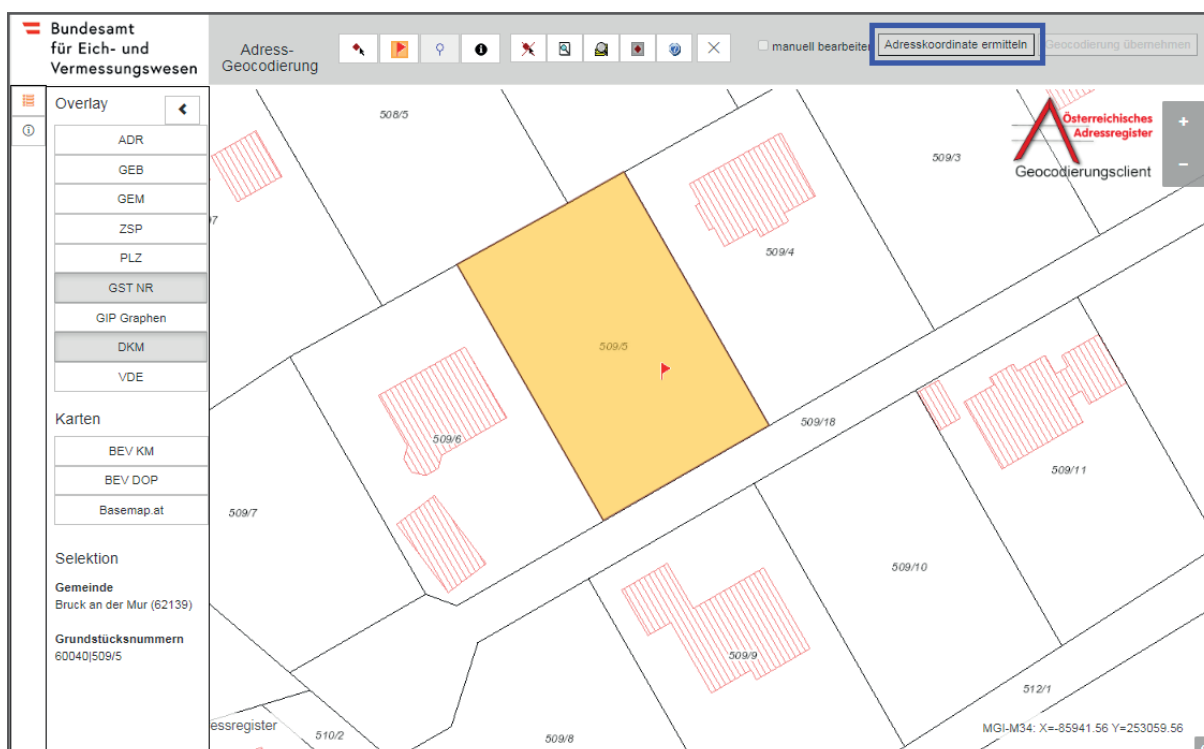 Bundesamt
für Eich- und
Vermessungswesen
Adress-
Geocodierung
manuell bearbeiten
Adresskoordinate ermitteln
Geocodierung übernehmen
Overlay
ADR
GEB
GEM
ZSP
PLZ
GST NR
GIP Graphen
DKM
VDE
Karten
BEV KM
BEV DOP
Basemap.at
Selektion
Gemeinde
Bruck an der Mur (62139)
Grundstücksnummern
60040|509/5
Österreichisches
Adressregister
Geocodierungsclient
+
−
508/5
509/3
7
509/4
509/5
509/6
509/18
509/11
509/7
509/10
509/9
512/1
essregister
510/2
509/8
MGI-M34: X=-85941.56 Y=253059.56